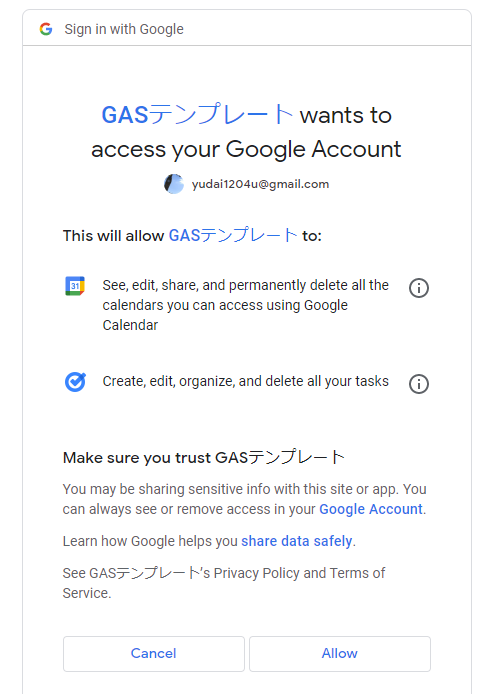 Sign in with Google
GASテンプレート wants to
access your Google Account
yudai1204u@gmail.com
This will allow GASテンプレート to:
31
See, edit, share, and permanently delete all the
calendars you can access using Google
Calendar
Create, edit, organize, and delete all your tasks
Make sure you trust GASテンプレート
You may be sharing sensitive info with this site or app. You
can always see or remove access in your Google Account.
Learn how Google helps you share data safely.
See GASテンプレート's Privacy Policy and Terms of
Service.
Cancel
Allow